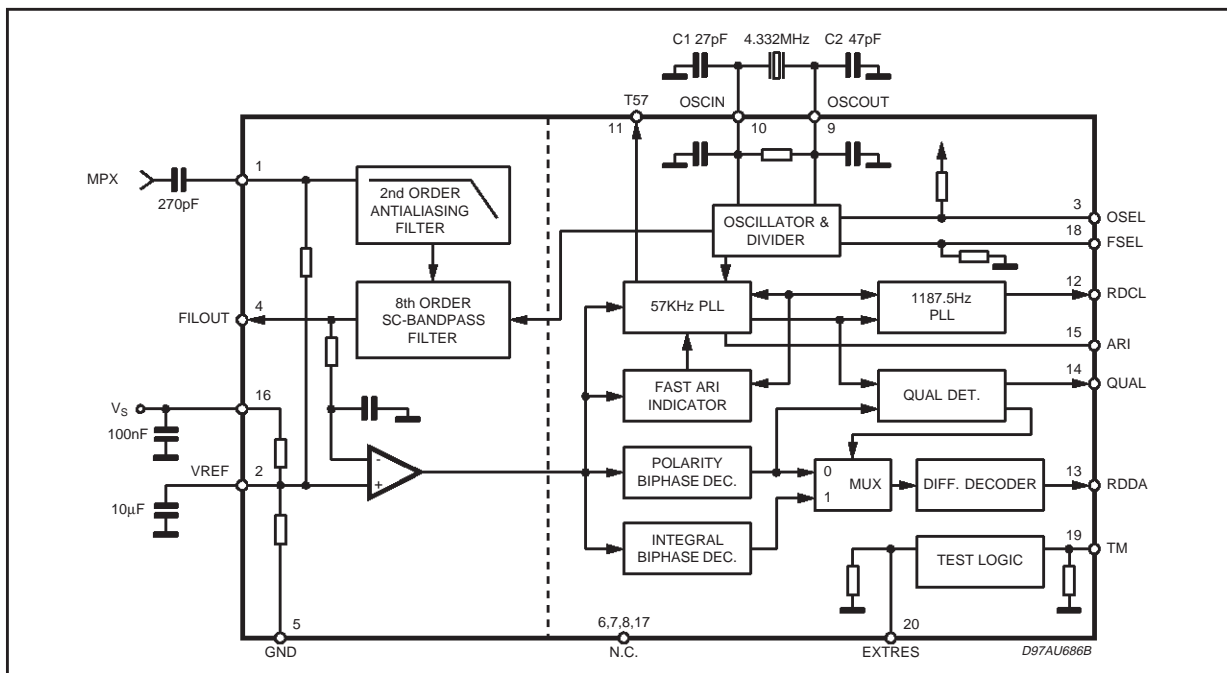 C1 27pF
4.332MHz
C2 47pF
T57
OSCIN
OSCOUT
11
10
9
MPX
270pF
1
2nd ORDER
ANTIALIASING
FILTER
OSCILLATOR &
DIVIDER
3
OSEL
18
FSEL
FILOUT
4
8th ORDER
SC-BANDPASS
FILTER
57KHz PLL
1187.5Hz
PLL
12
RDCL
15
ARI
FAST ARI
INDICATOR
QUAL DET.
14
QUAL
VS
16
100nF
VREF
2
10µF
-
+
POLARITY
BIPHASE DEC.
0
1
MUX
DIFF. DECODER
13
RDDA
INTEGRAL
BIPHASE DEC.
TEST LOGIC
19
TM
5
GND
6,7,8,17
N.C.
20
EXTRES
D97AU686B